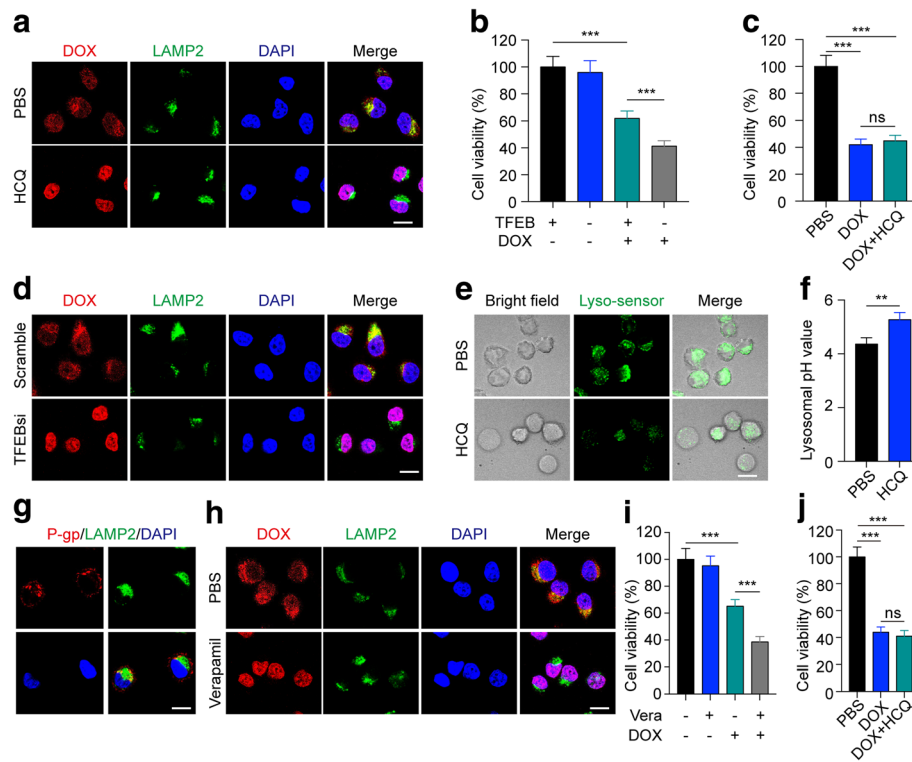 a
DOX LAMP2 DAPI Merge
PBS
HCQ
b
Cell viability (%)
120
100
80
60
40
20
0
*** ***
TFEB + - + -
DOX - - + +
c
Cell viability (%)
120
100
80
60
40
20
0
***
***
ns
PBS DOX DOX+HCQ
d
DOX LAMP2 DAPI Merge
Scramble
TFEBsi
e
Bright field Lyso-sensor Merge
PBS
HCQ
f
Lysosomal pH value
6
4
2
0
**
PBS HCQ
g
P-gp/LAMP2/DAPI
h
DOX LAMP2 DAPI Merge
PBS
Verapamil
i
Cell viability (%)
120
100
80
60
40
20
0
*** ***
Vera - + - +
DOX - - + +
j
Cell viability (%)
120
100
80
60
40
20
0
***
***
ns
PBS DOX DOX+HCQ